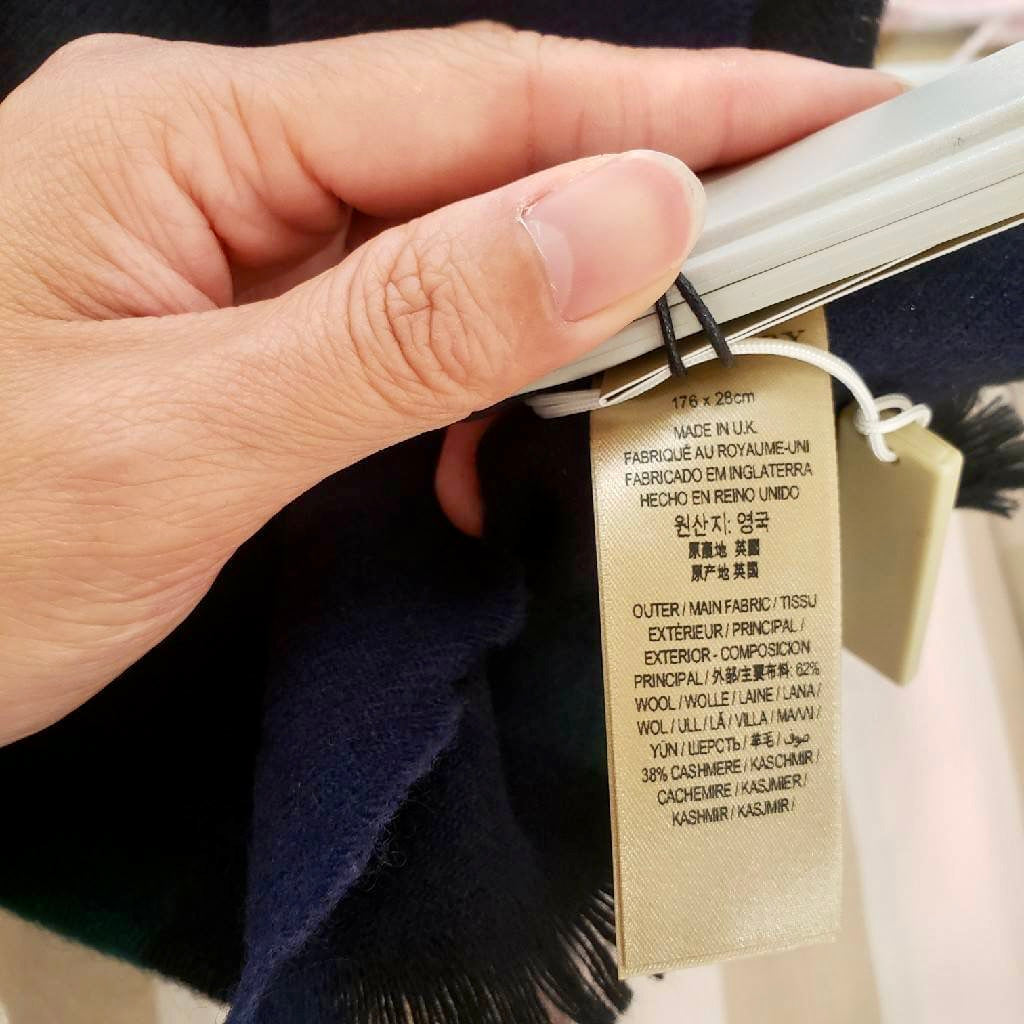 176 x 28cm
MADE IN U.K.
FABRIQUÉ AU ROYAUME-UNI
FABRICADO EM INGLATERRA
HECHO EN REINO UNIDO
원산지: 영국
原產地 英國
原产地 英國
OUTER / MAIN FABRIC / TISSU
EXTÉRIEUR / PRINCIPAL /
EXTERIOR - COMPOSICION
PRINCIPAL / 外部/主要布料: 62%
WOOL / WOLLE / LAINE / LANA /
WOL / ULL / LÃ / VILLA / ΜΑΛΛΙ /
YÜN / ШЕРСТЬ / 羊毛 / صوف /
38% CASHMERE / KASCHMIR /
CACHEMIRE / KASJMIER /
KASHMIR / KASJMIR /